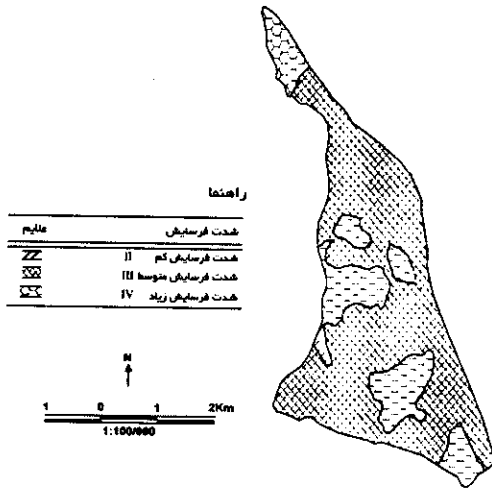 راهنما
شدت فرسایش علایم
شدت فرسایش کم II
شدت فرسایش متوسط III
شدت فرسایش زیاد IV
N
1 0 1 2Km
1:100/000